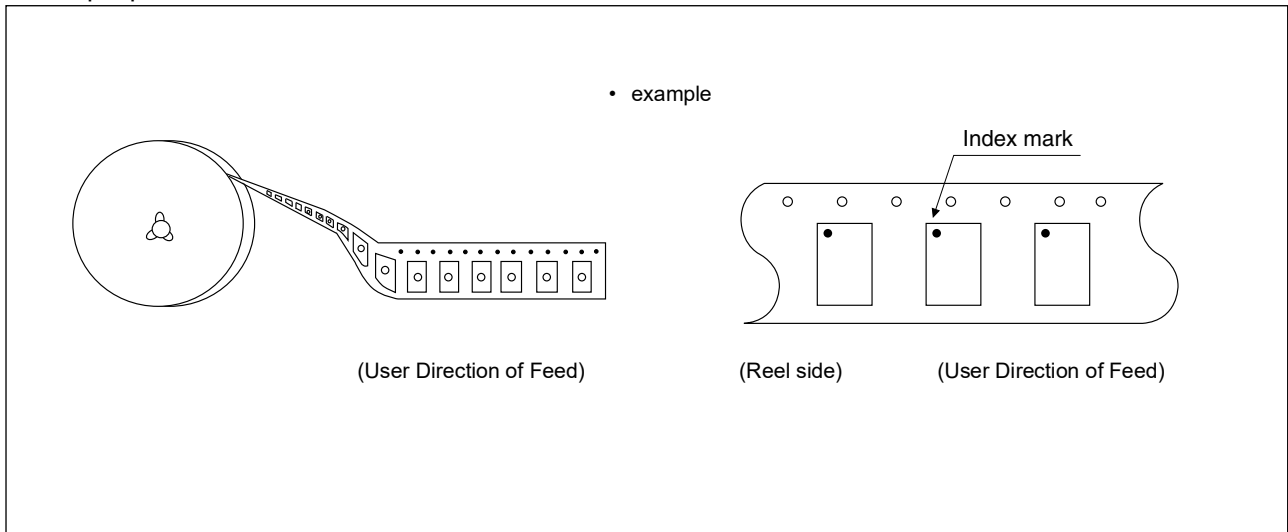 • example
Index mark
(User Direction of Feed)
(Reel side)
(User Direction of Feed)